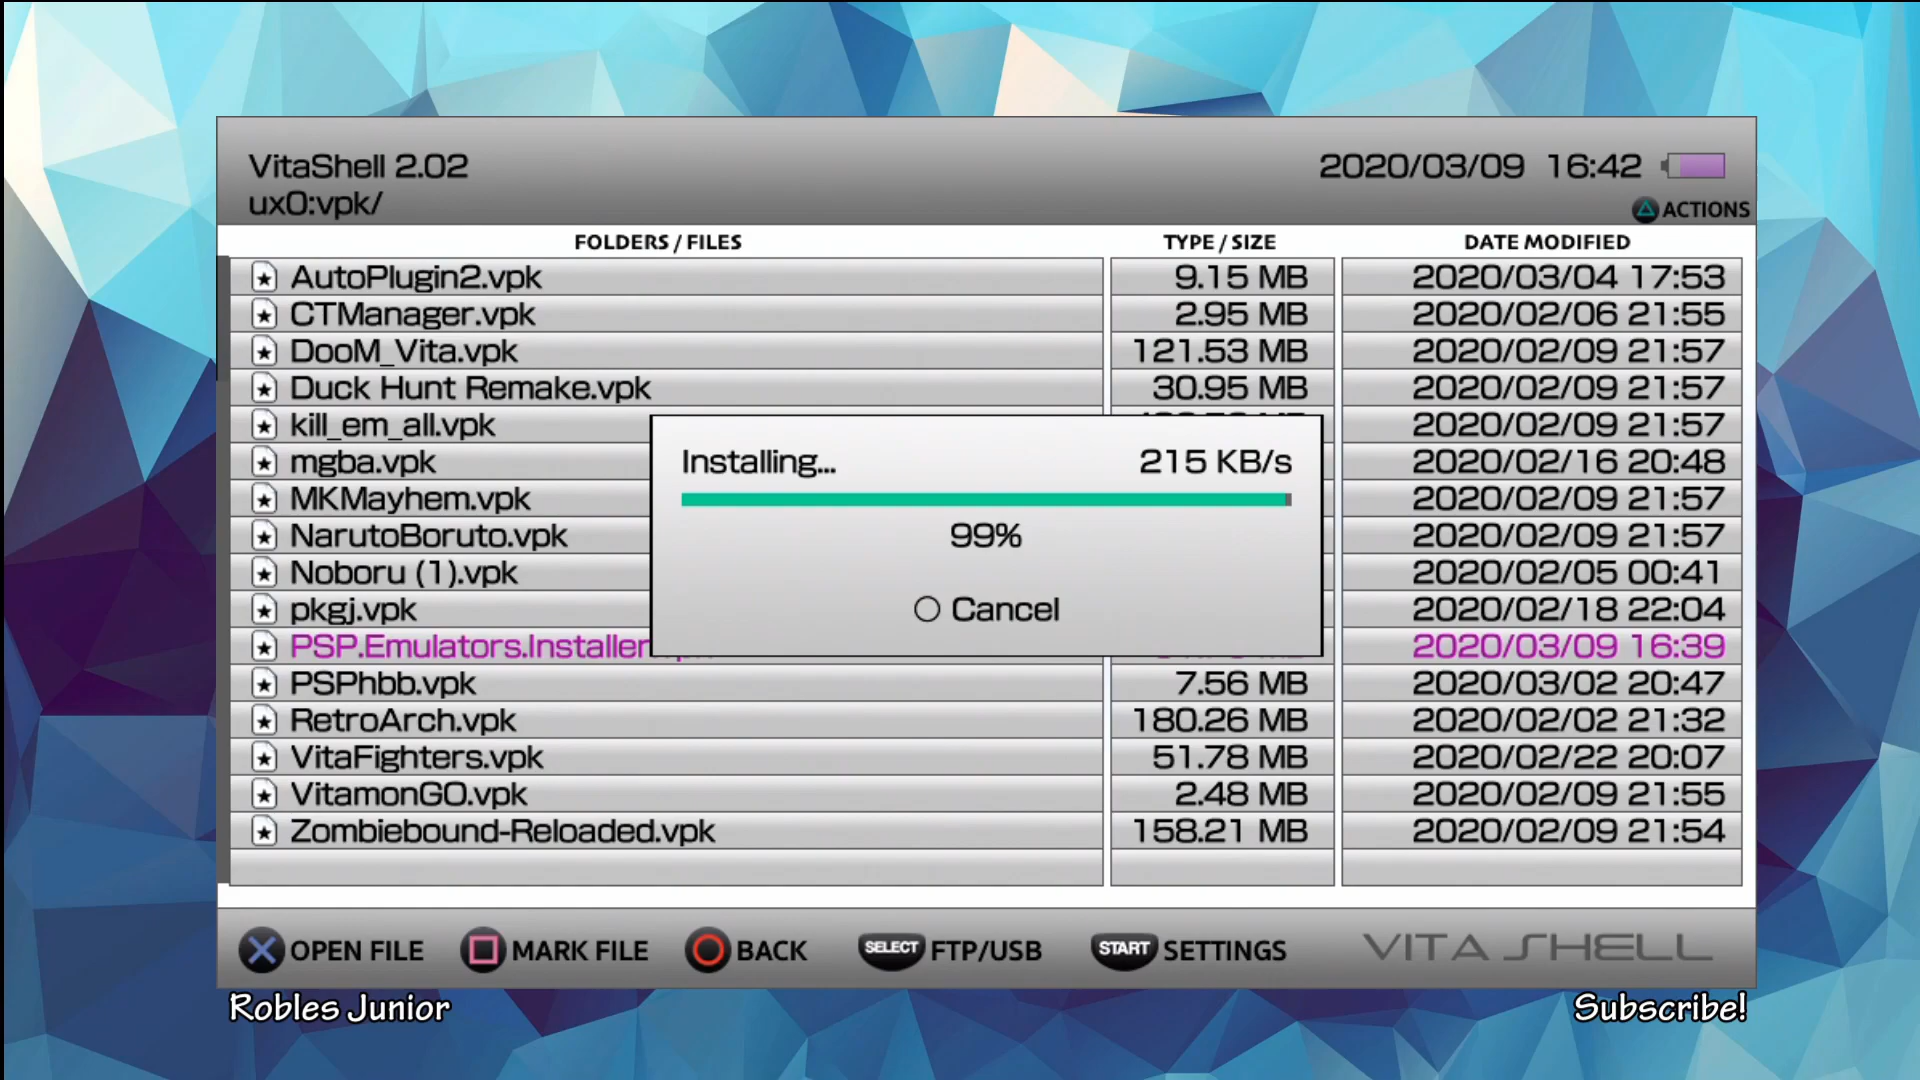 VitaShell 2.02
2020/03/09 16:42
ux0:vpk/
ACTIONS
FOLDERS / FILES TYPE / SIZE DATE MODIFIED
AutoPlugin2.vpk 9.15 MB 2020/03/04 17:53
CTManager.vpk 2.95 MB 2020/02/06 21:55
DooM_Vita.vpk 121.53 MB 2020/02/09 21:57
Duck Hunt Remake.vpk 30.95 MB 2020/02/09 21:57
kill_em_all.vpk 2020/02/09 21:57
mgba.vpk 2020/02/16 20:48
MKMayhem.vpk 2020/02/09 21:57
NarutoBoruto.vpk 2020/02/09 21:57
Noboru (1).vpk 2020/02/05 00:41
pkgj.vpk 2020/02/18 22:04
PSP.Emulators.Installer.vpk 2020/03/09 16:39
PSPhbb.vpk 7.56 MB 2020/03/02 20:47
RetroArch.vpk 180.26 MB 2020/02/02 21:32
VitaFighters.vpk 51.78 MB 2020/02/22 20:07
VitamonGO.vpk 2.48 MB 2020/02/09 21:55
Zombiebound-Reloaded.vpk 158.21 MB 2020/02/09 21:54
Installing... 215 KB/s
99%
Cancel
OPEN FILE MARK FILE BACK SELECT FTP/USB START SETTINGS VITA SHELL
Robles Junior Subscribe!